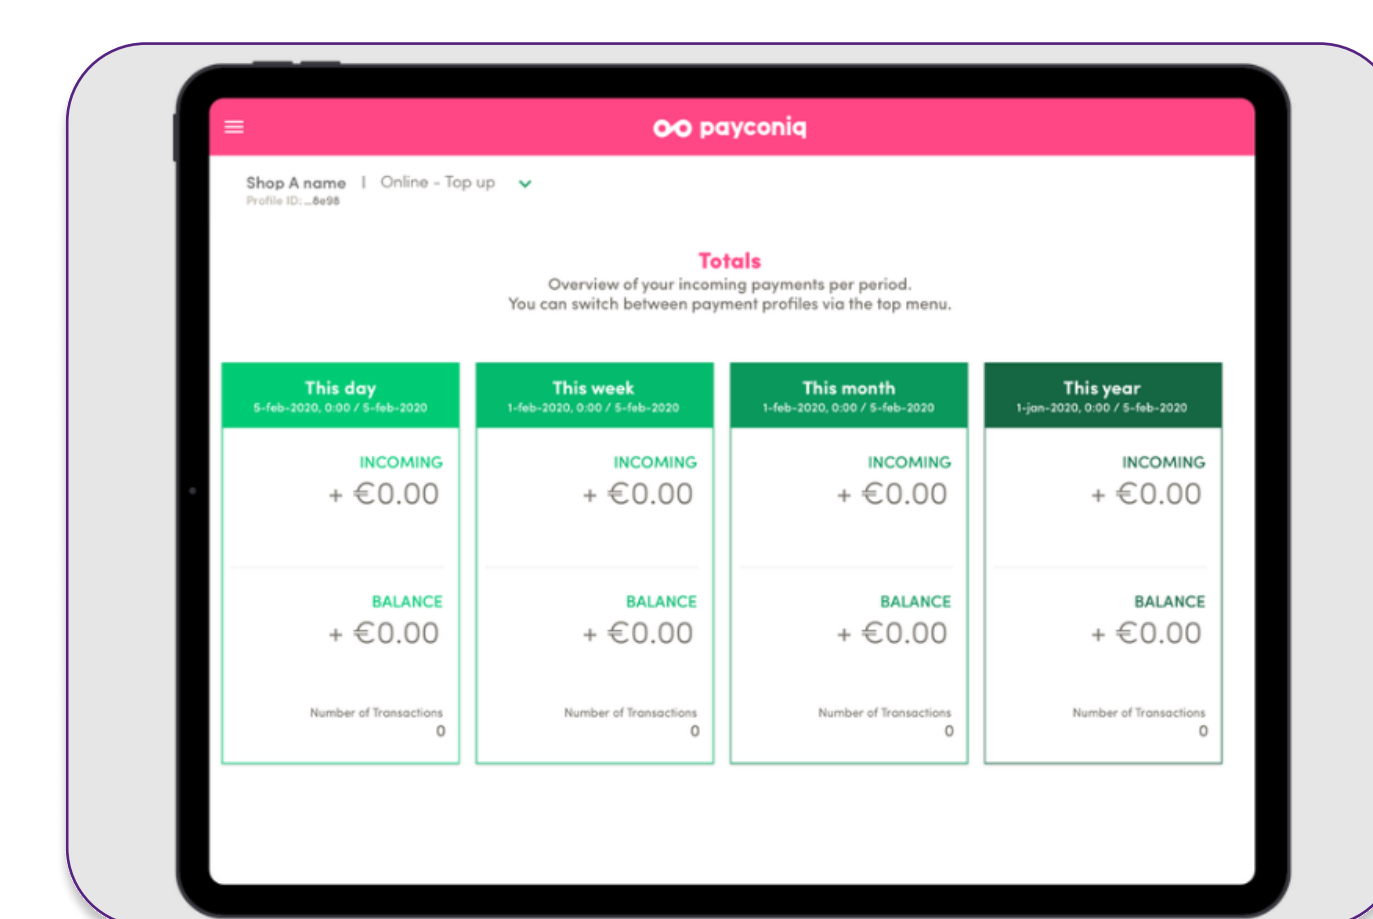 payconiq
Shop A name | Online - Top up
Profile ID: ...8e98
Totals
Overview of your incoming payments per period.
You can switch between payment profiles via the top menu.
This day
5-feb-2020, 0:00 / 5-feb-2020
INCOMING
+ €0.00
BALANCE
+ €0.00
Number of Transactions
0
This week
1-feb-2020, 0:00 / 5-feb-2020
INCOMING
+ €0.00
BALANCE
+ €0.00
Number of Transactions
0
This month
1-feb-2020, 0:00 / 5-feb-2020
INCOMING
+ €0.00
BALANCE
+ €0.00
Number of Transactions
0
This year
1-jan-2020, 0:00 / 5-feb-2020
INCOMING
+ €0.00
BALANCE
+ €0.00
Number of Transactions
0